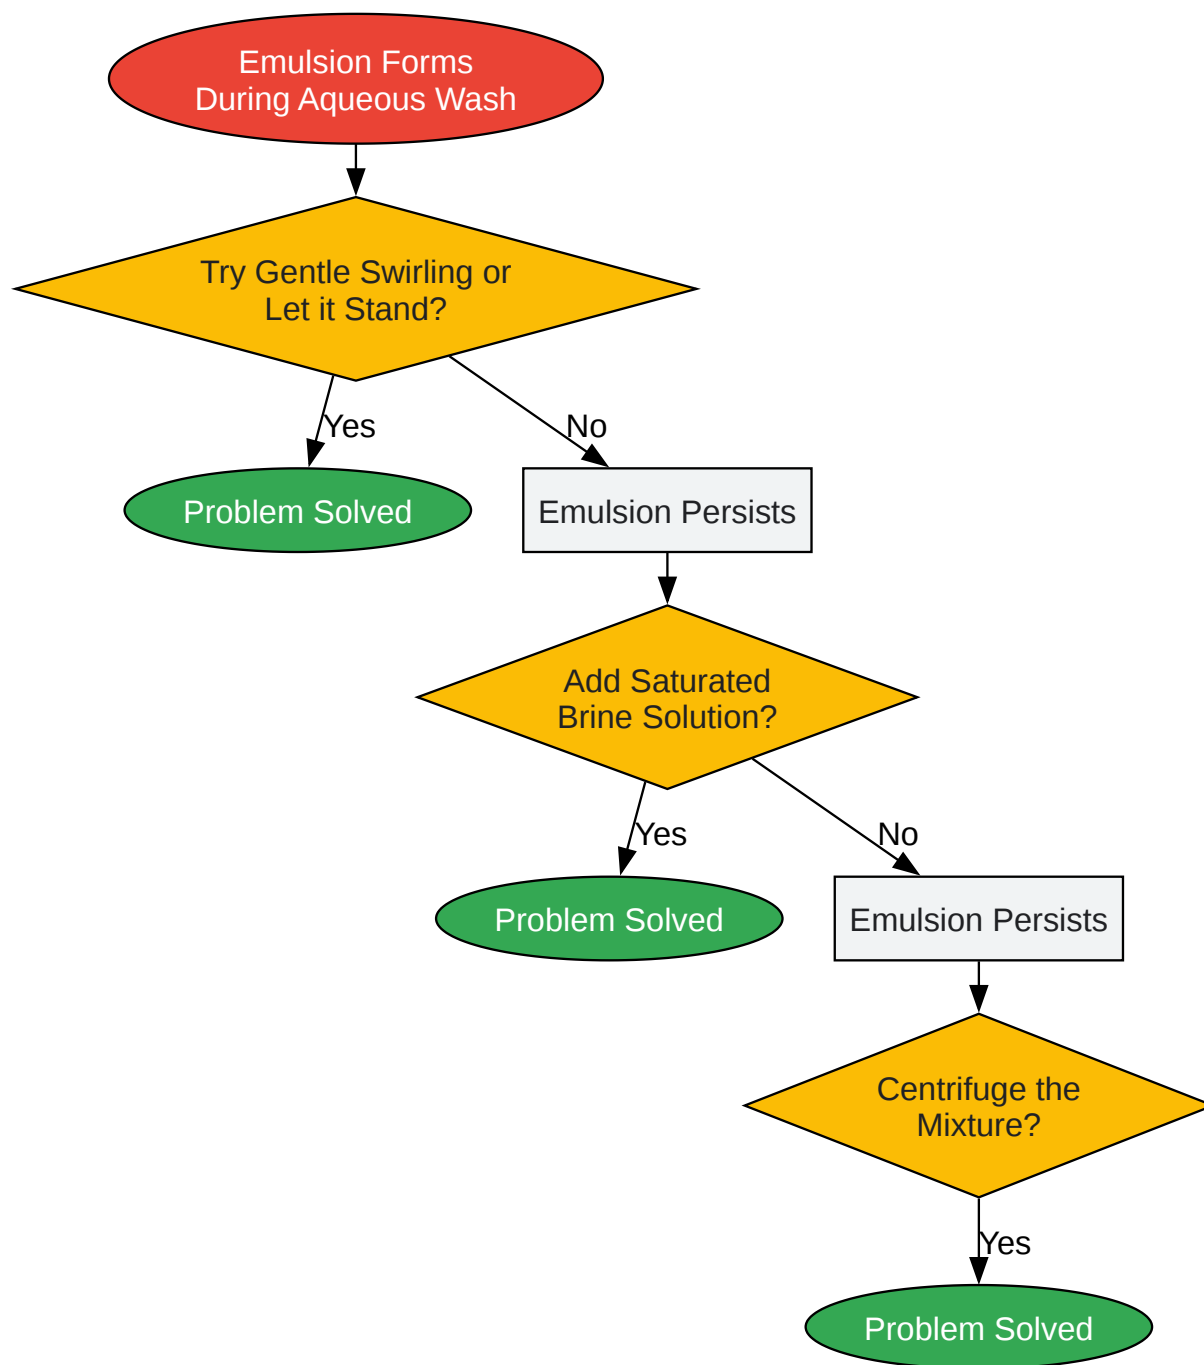 Emulsion Forms
During Aqueous Wash
Try Gentle Swirling or
Let it Stand?
Yes
No
Problem Solved
Emulsion Persists
Add Saturated
Brine Solution?
Yes
No
Problem Solved
Emulsion Persists
Centrifuge the
Mixture?
Yes
Problem Solved